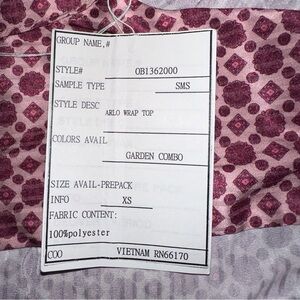 GROUP NAME,#
STYLE# 0B1362000
SAMPLE TYPE SMS
STYLE DESC ARLO WRAP TOP
COLORS AVAIL
GARDEN COMBO
SIZE AVAIL-PREPACK
INFO XS
FABRIC CONTENT:
100%polyester
COO VIETNAM RN66170